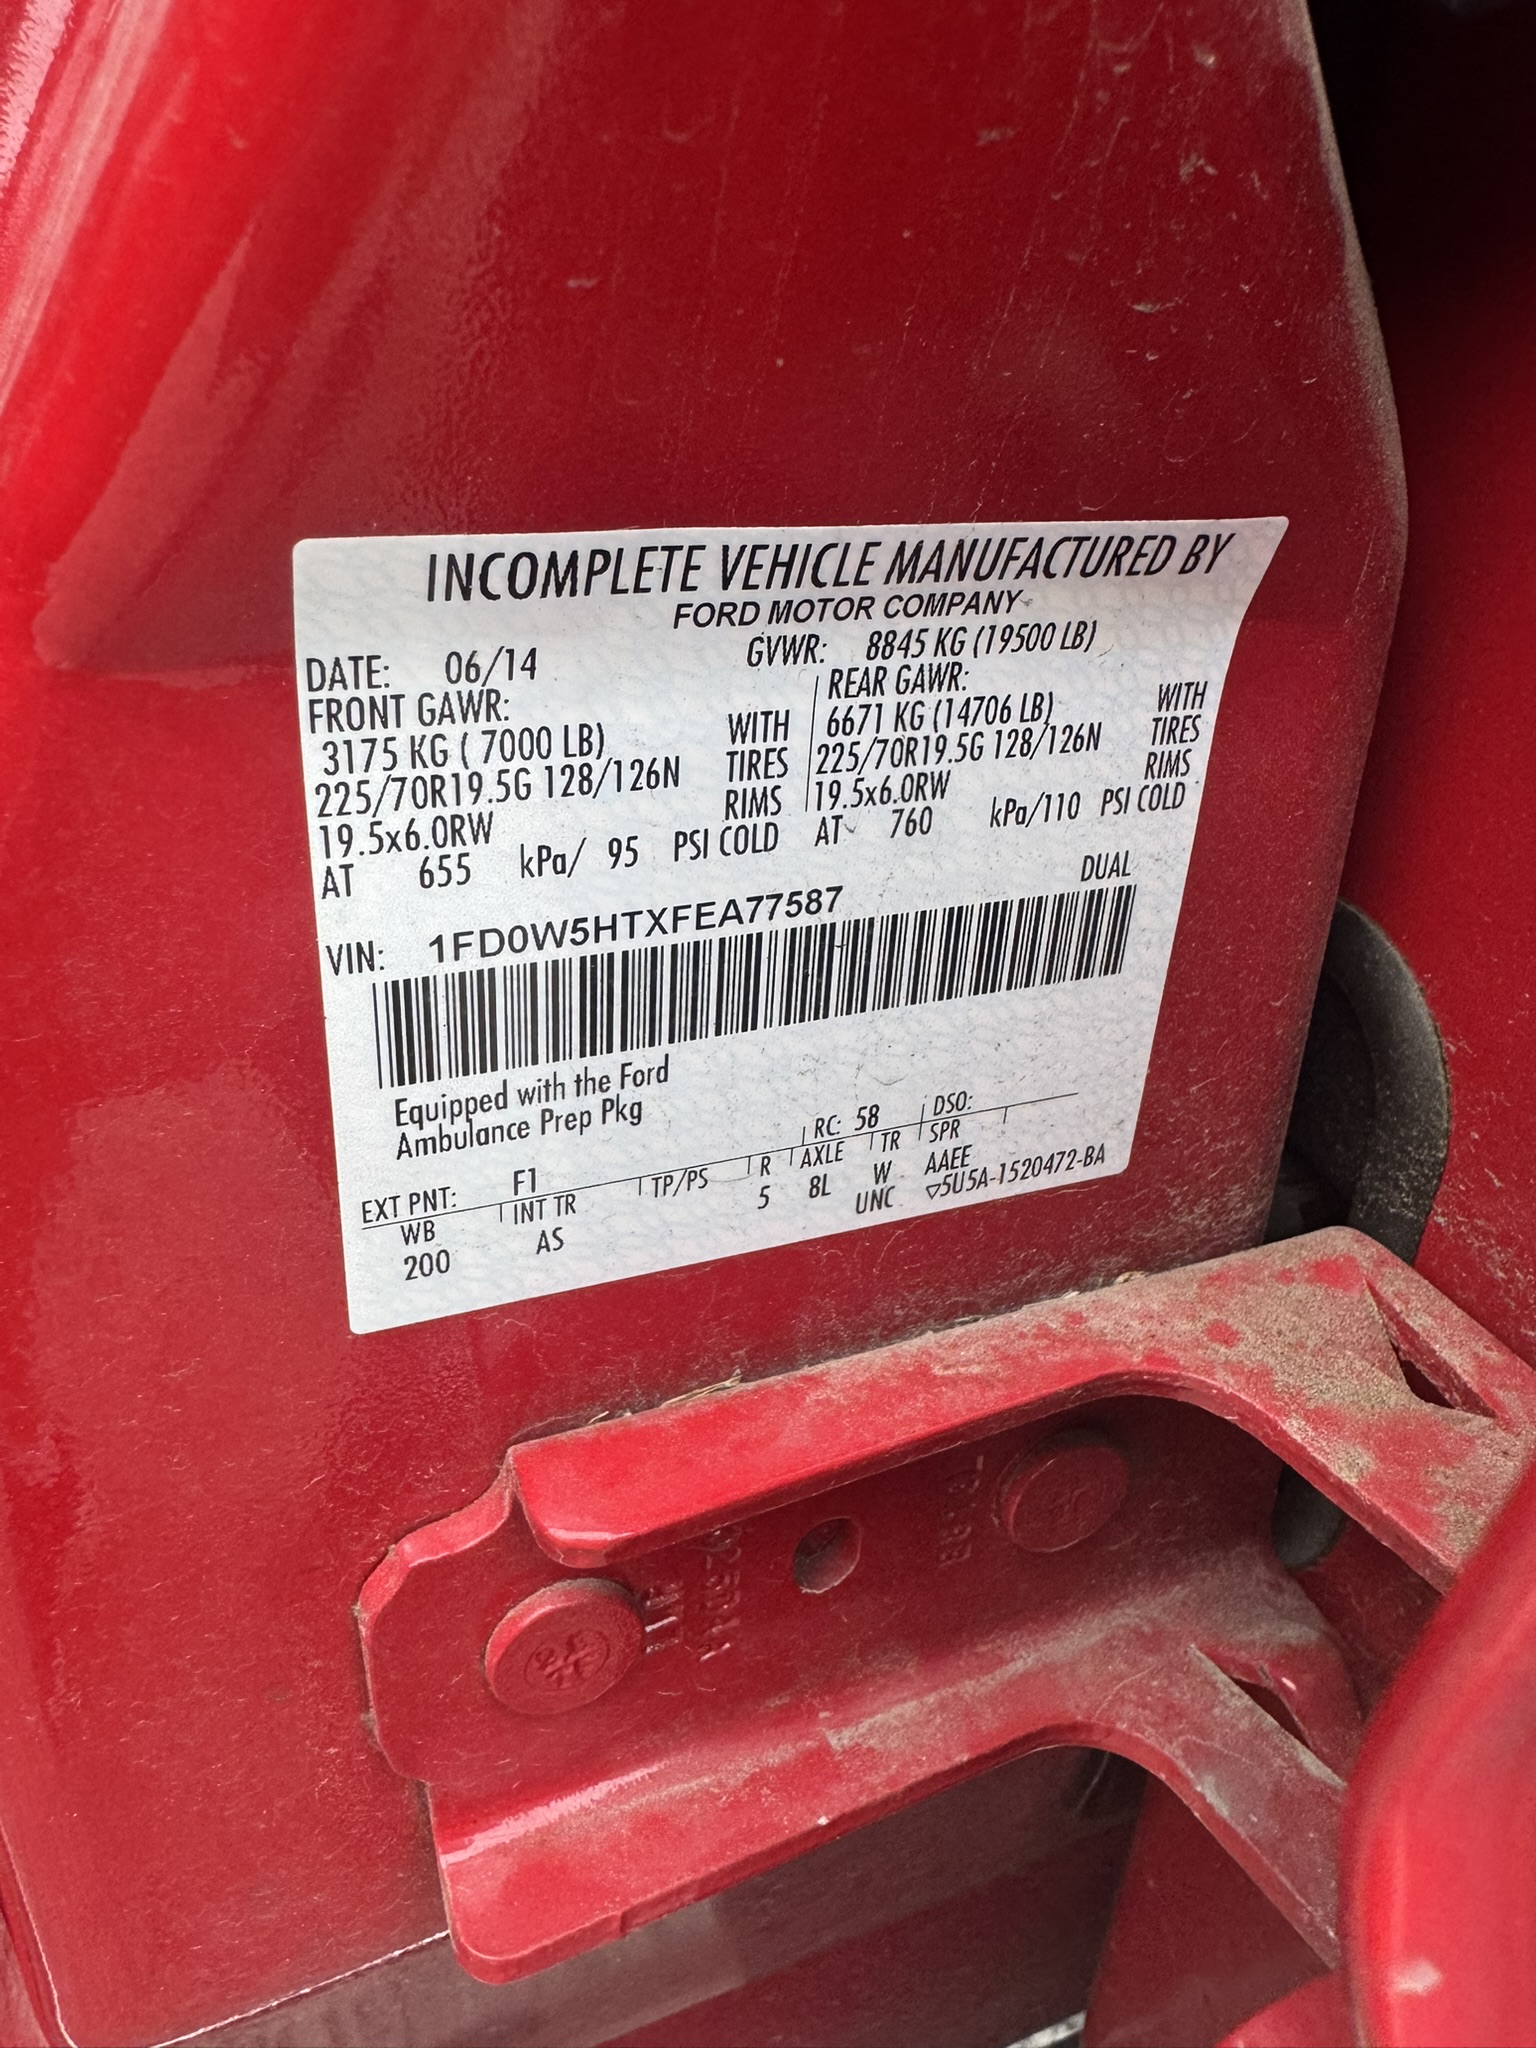 INCOMPLETE VEHICLE MANUFACTURED BY
FORD MOTOR COMPANY
DATE: 06/14 GVWR: 8845 KG (19500 LB)
FRONT GAWR: REAR GAWR:
3175 KG ( 7000 LB) WITH 6671 KG (14706 LB) WITH
225/70R19.5G 128/126N TIRES 225/70R19.5G 128/126N TIRES
19.5x6.0RW RIMS 19.5x6.0RW RIMS
AT 655 kPa/ 95 PSI COLD AT 760 kPa/110 PSI COLD
DUAL
VIN: 1FD0W5HTXFEA77587
Equipped with the Ford
Ambulance Prep Pkg
EXT PNT: F1 RC: 58 DSO:
WB INT TR TP/PS R AXLE TR SPR
200 AS 5 8L W AAEE
UNC ▽5U5A-1520472-BA